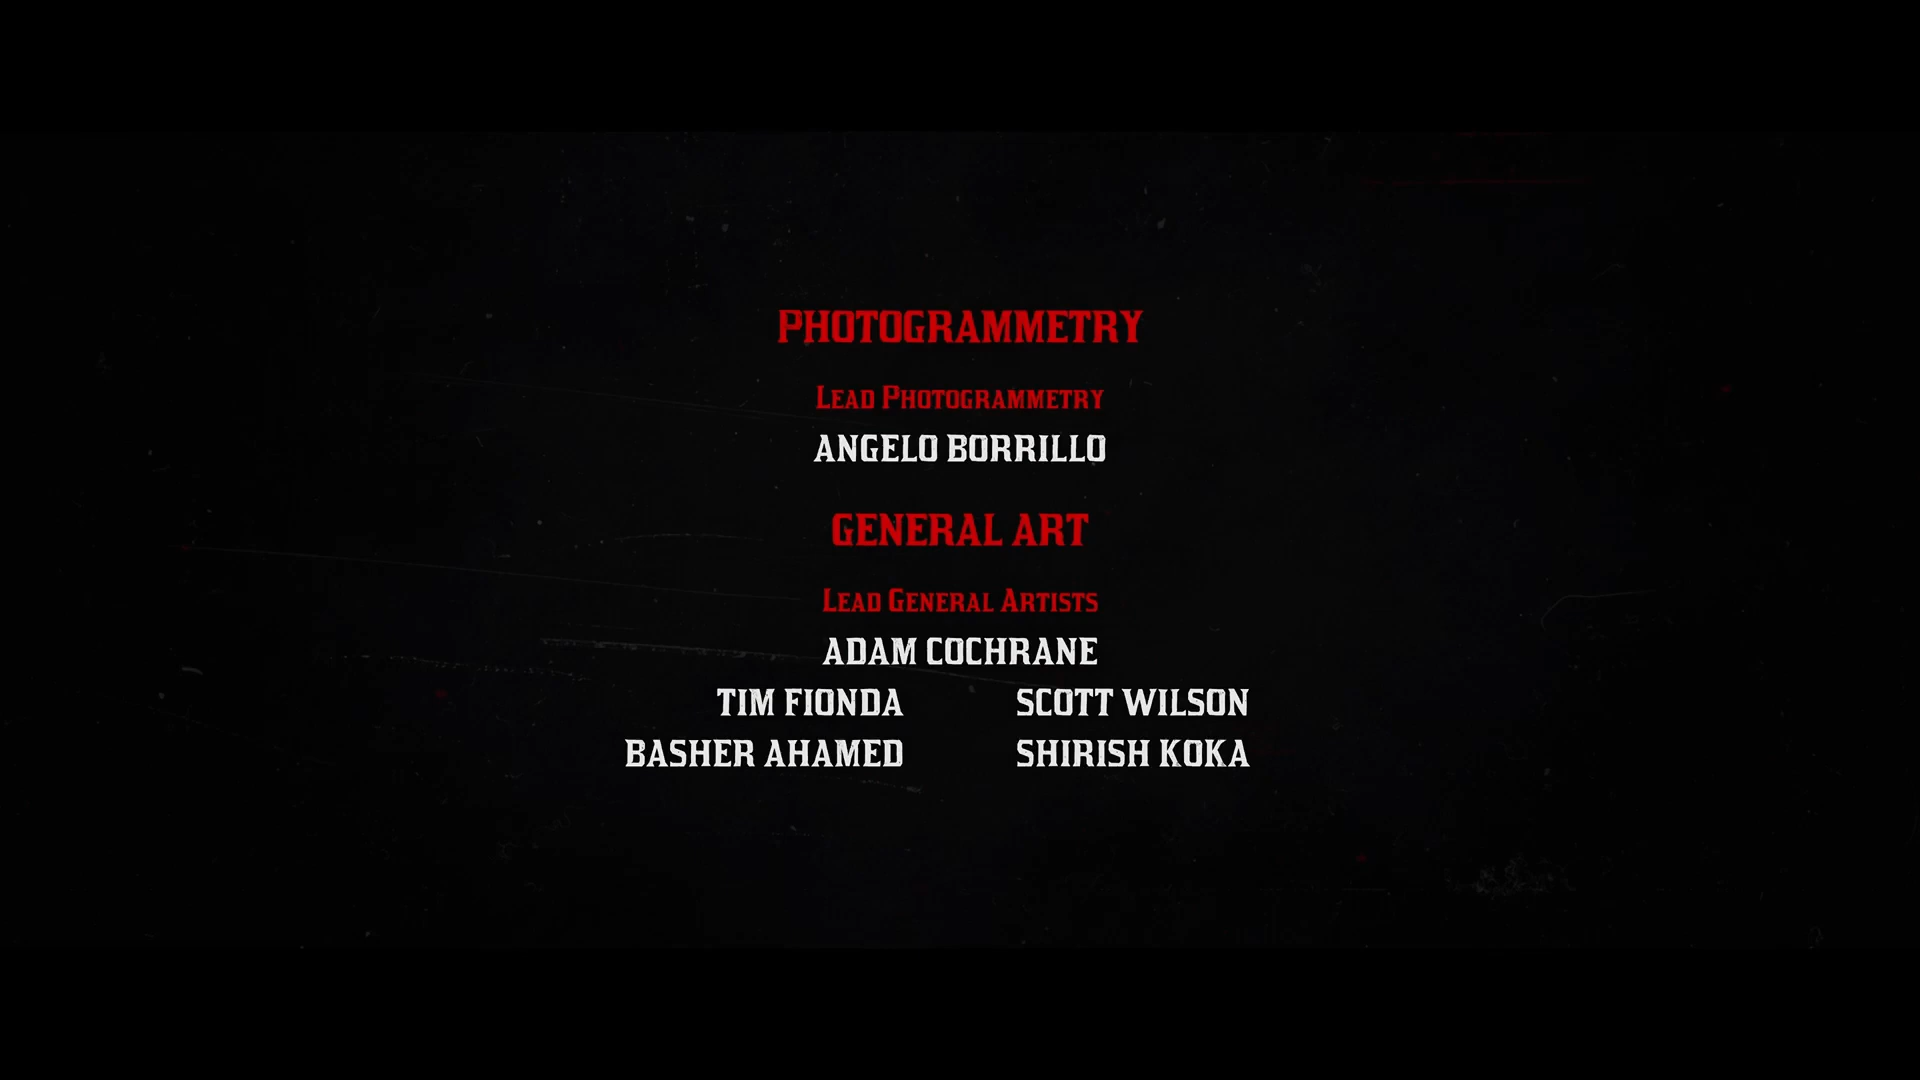 PHOTOGRAMMETRY
LEAD PHOTOGRAMMETRY
ANGELO BORRILLO
GENERAL ART
LEAD GENERAL ARTISTS
ADAM COCHRANE
TIM FIONDA SCOTT WILSON
BASHER AHAMED SHIRISH KOKA